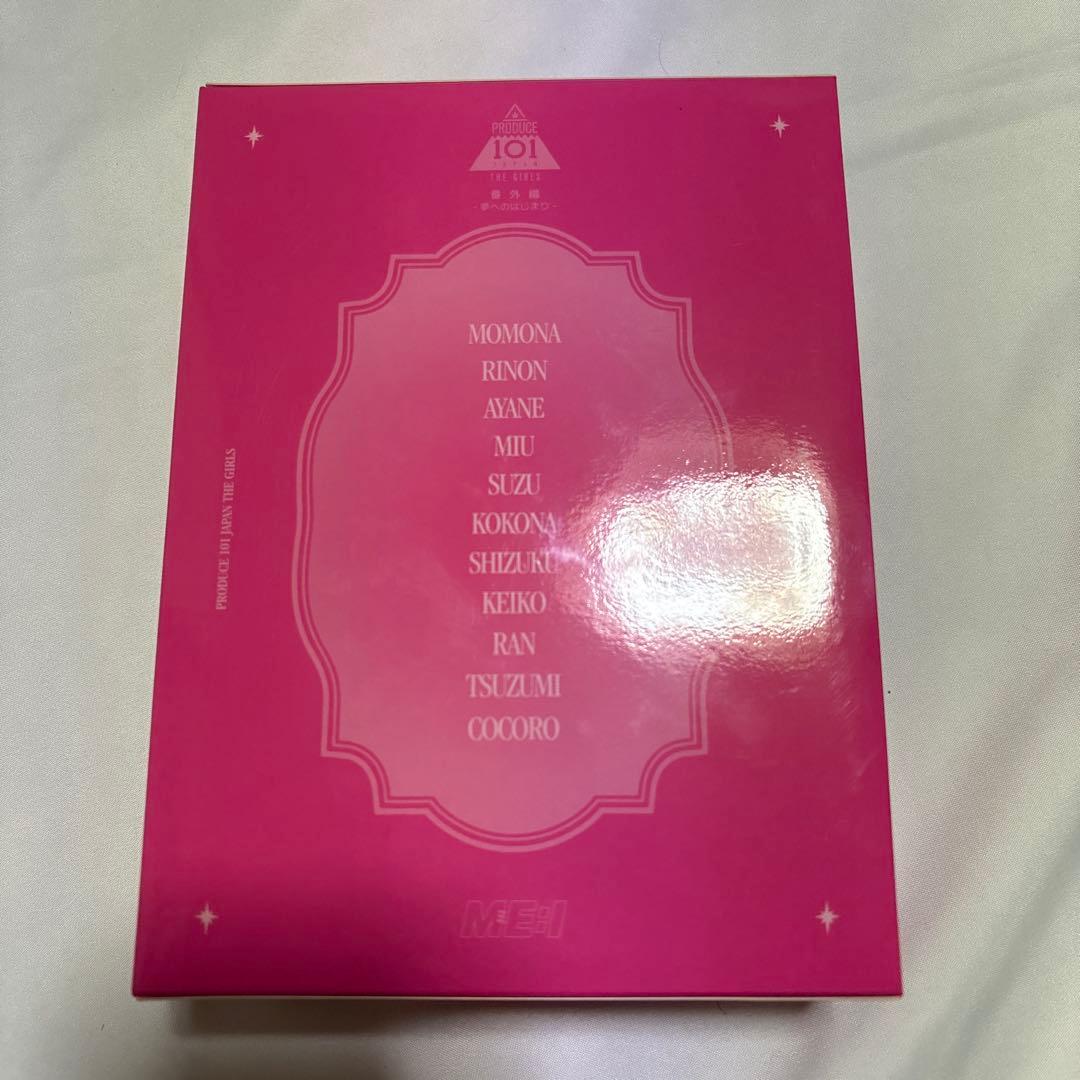 PRODUCE
101
JAPAN
THE GIRLS
番外編
- 夢へのはじまり -
MOMONA
RINON
AYANE
MIU
SUZU
KOKONA
SHIZUKU
KEIKO
RAN
TSUZUMI
COCORO
PRODUCE 101 JAPAN THE GIRLS
ME:I